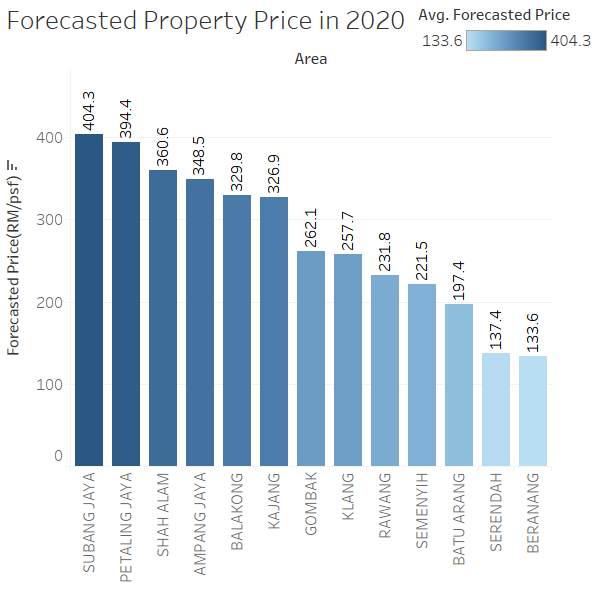 Forecasted Property Price in 2020
Avg. Forecasted Price
133.6 404.3
Area
Forecasted Price(RM/psf)
400
300
200
100
0
404.3
394.4
360.6
348.5
329.8
326.9
262.1
257.7
231.8
221.5
197.4
137.4
133.6
SUBANG JAYA
PETALING JAYA
SHAH ALAM
AMPANG JAYA
BALAKONG
KAJANG
GOMBAK
KLANG
RAWANG
SEMENYIH
BATU ARANG
SERENDAH
BERANANG